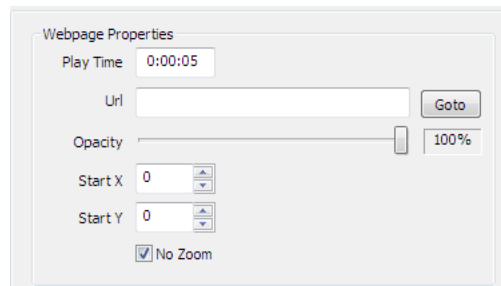 Webpage Properties
Play Time 0:00:05
Url Goto
Opacity 100%
Start X 0
Start Y 0
No Zoom